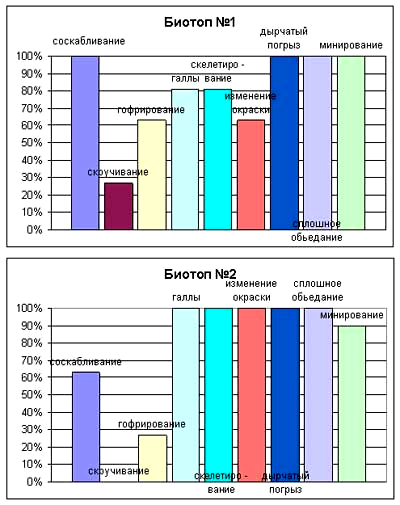 Биотоп №1
соскабливание
скелетиро -
вание
дырчатый
погрыз
минирование
галлы
изменение
окраски
гофрирование
скручивание
сплошное
обьедание
100%
90%
80%
70%
60%
50%
40%
30%
20%
10%
0%
Биотоп №2
галлы
изменение
окраски
сплошное
обьедание
минирование
соскабливание
гофрирование
скручивание
скелетиро -
вание
дырчатый
погрыз
100%
90%
80%
70%
60%
50%
40%
30%
20%
10%
0%